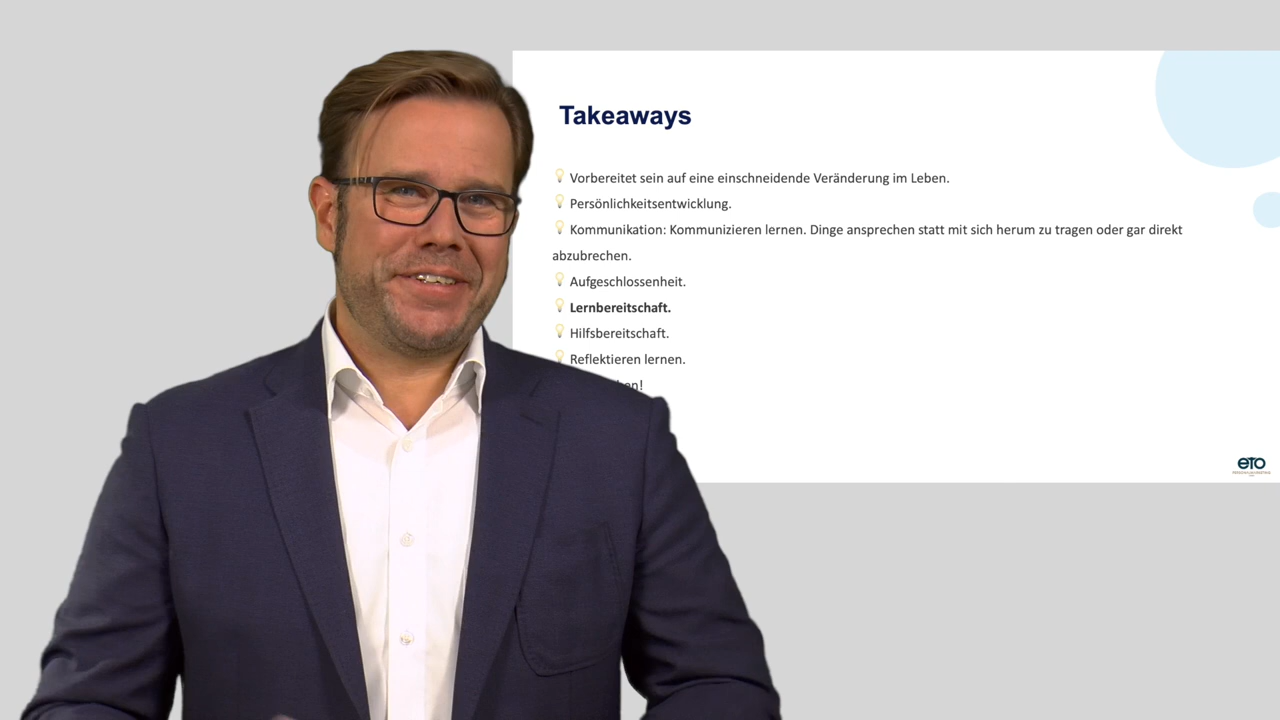 Takeaways
Vorbereitet sein auf eine einschneidende Veränderung im Leben.
Persönlichkeitsentwicklung.
Kommunikation: Kommunizieren lernen. Dinge ansprechen statt mit sich herum zu tragen oder gar direkt
abzubrechen.
Aufgeschlossenheit.
Lernbereitschaft.
Hilfsbereitschaft.
Reflektieren lernen.
eTO